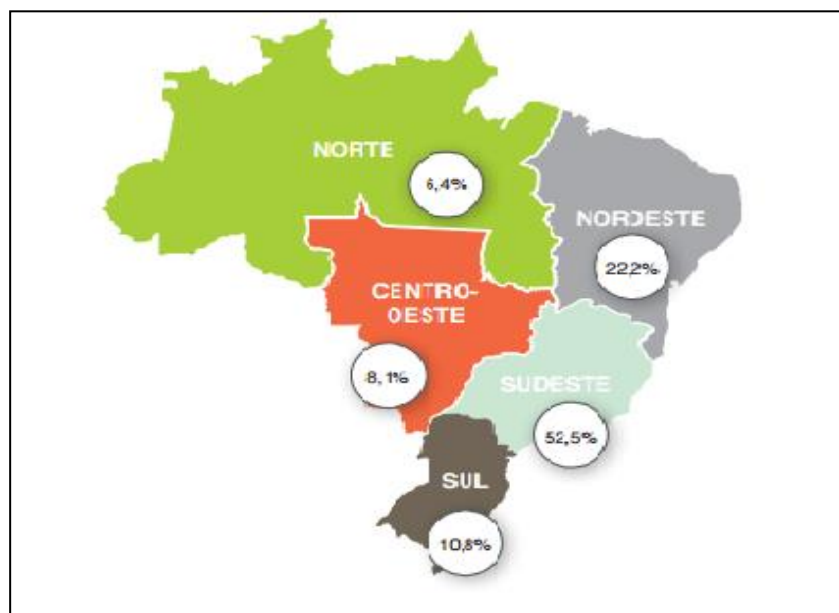 NORTE
6,4%
NORDESTE
22,2%
CENTRO-
OESTE
8,1%
SUDESTE
52,5%
SUL
10,8%